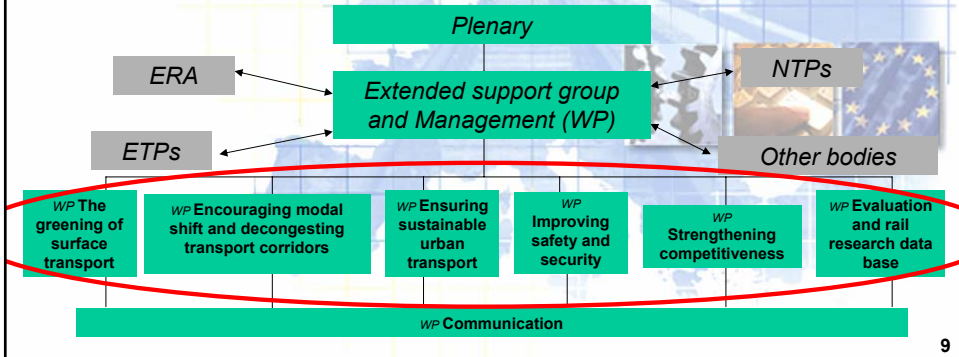 Plenary
ERA
NTPs
Extended support group
and Management (WP)
ETPs
Other bodies
WP The
greening of
surface
transport
WP Encouraging modal
shift and decongesting
transport corridors
WP Ensuring
sustainable
urban
transport
WP
Improving
safety and
security
WP
Strengthening
competitiveness
WP Evaluation
and rail
research data
base
WP Communication
9